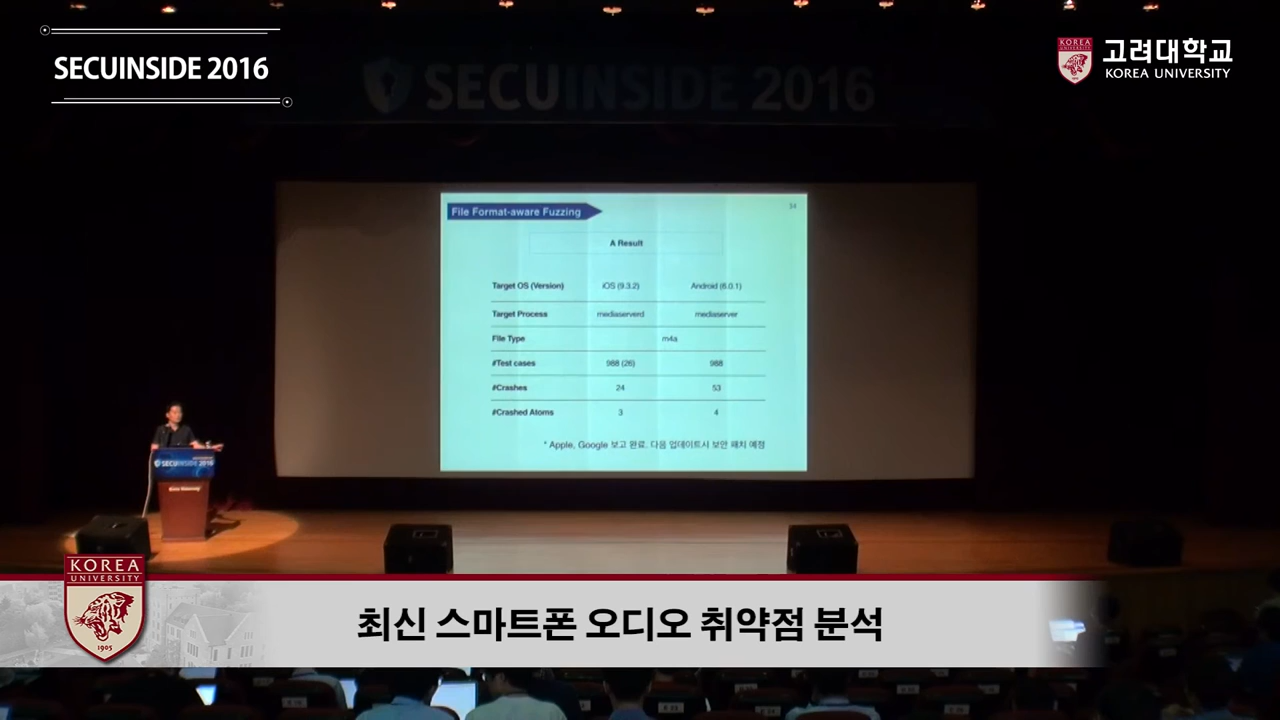 SECUINSIDE 2016
KOREA
UNIVERSITY
고려대학교
KOREA UNIVERSITY
SECUINSIDE 2016
File Format-aware Fuzzing
A Result
Target OS (Version) iOS (9.3.2) Android (6.0.1)
Target Process mediaserverd mediaserver
File Type m4a
#Test cases 988 (26) 988
#Crashes 24 53
#Crashed Atoms 3 4
* Apple, Google 보고 완료. 다음 업데이트시 보안 패치 예정
SECUINSIDE 2016
KOREA
UNIVERSITY
1905
최신 스마트폰 오디오 취약점 분석